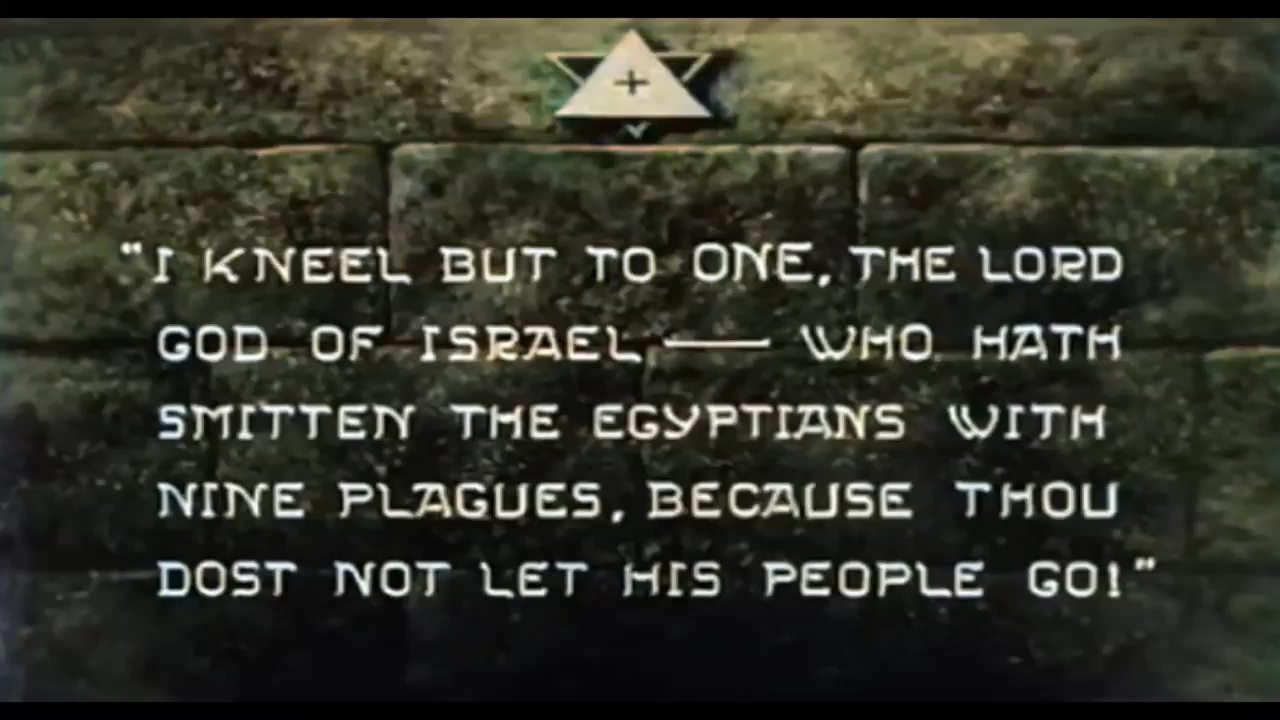 "I KNEEL BUT TO ONE, THE LORD
GOD OF ISRAEL — WHO HATH
SMITTEN THE EGYPTIANS WITH
NINE PLAGUES, BECAUSE THOU
DOST NOT LET HIS PEOPLE GO!"